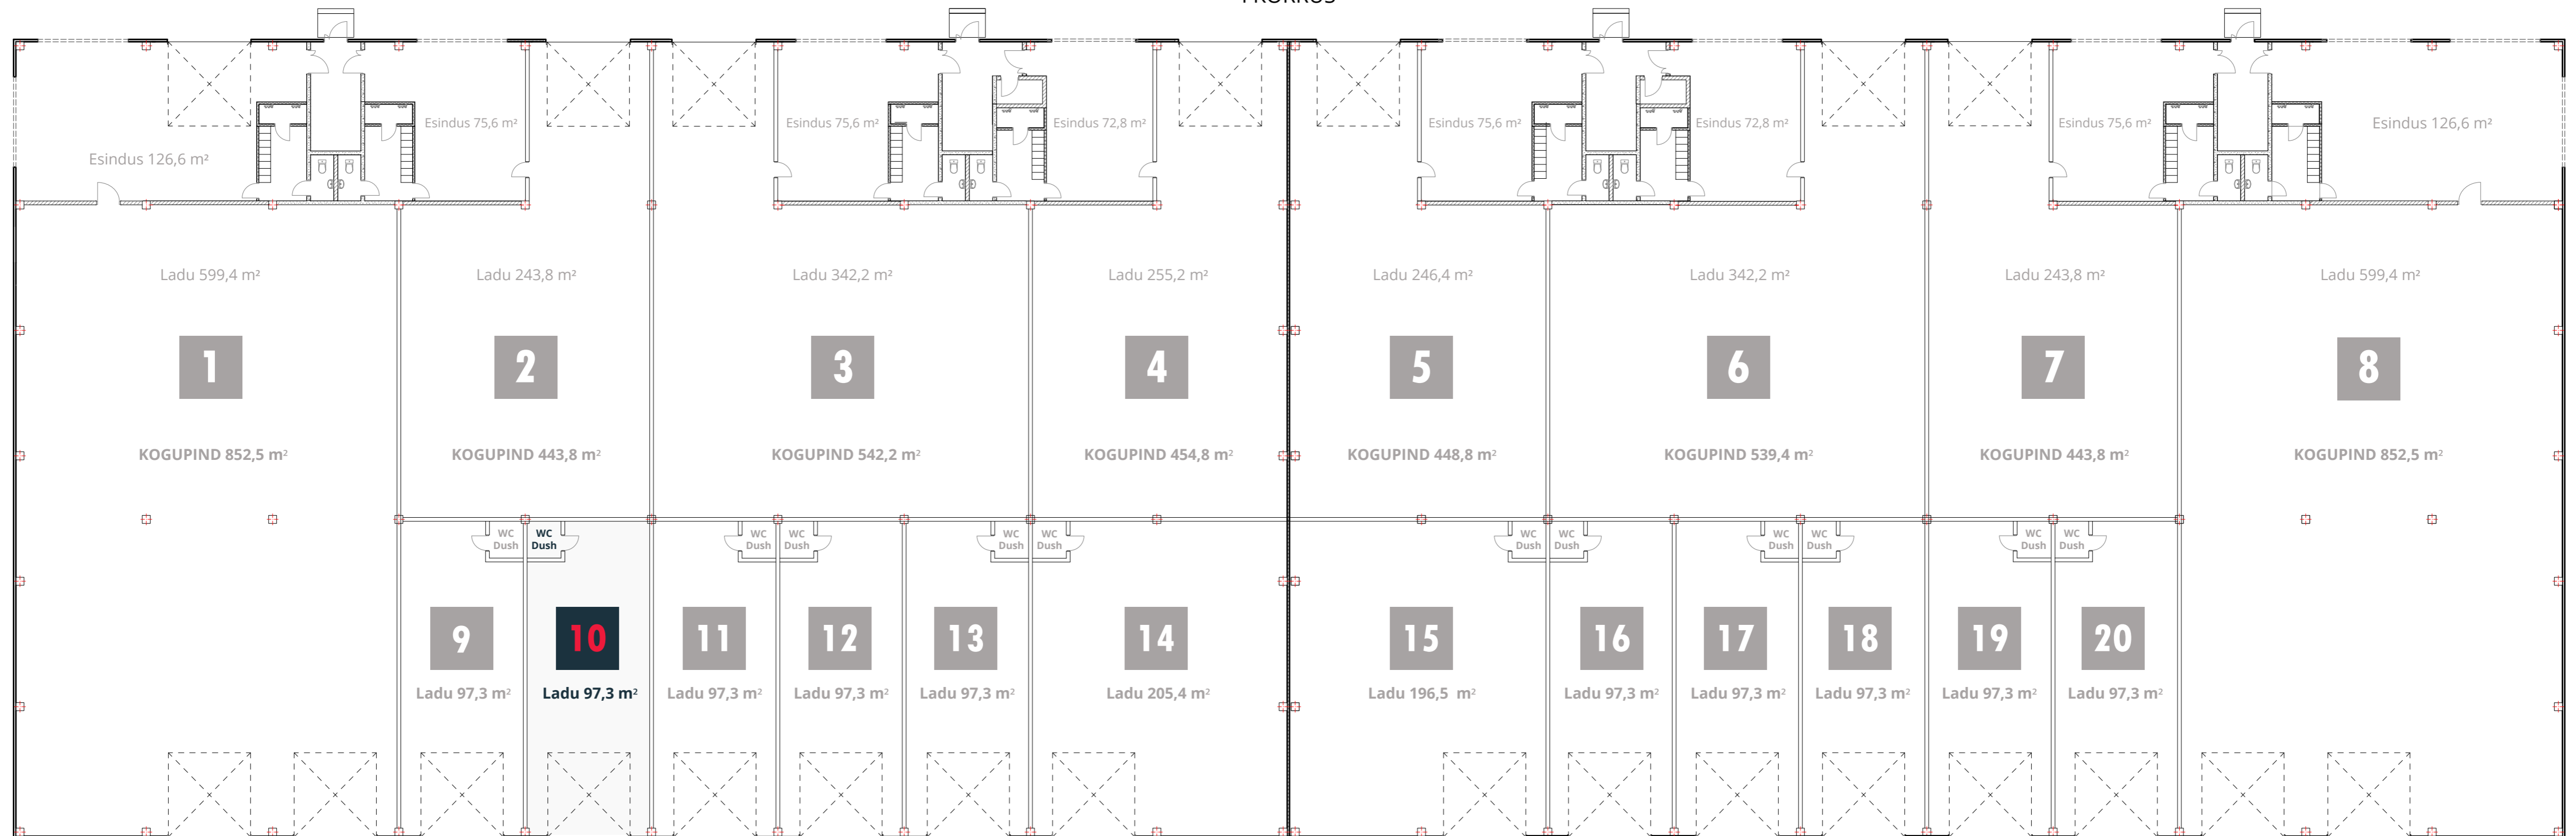 Esindus 126,6 m²
Esindus 75,6 m²
Esindus 75,6 m²
Esindus 72,8 m²
Esindus 75,6 m²
Esindus 72,8 m²
Esindus 75,6 m²
Esindus 126,6 m²
Ladu 599,4 m²
Ladu 243,8 m²
Ladu 342,2 m²
Ladu 255,2 m²
Ladu 246,4 m²
Ladu 342,2 m²
Ladu 243,8 m²
Ladu 599,4 m²
1
2
3
4
5
6
7
8
KOGUPIND 852,5 m²
KOGUPIND 443,8 m²
KOGUPIND 542,2 m²
KOGUPIND 454,8 m²
KOGUPIND 448,8 m²
KOGUPIND 539,4 m²
KOGUPIND 443,8 m²
KOGUPIND 852,5 m²
WC
Dush
WC
Dush
WC
Dush
WC
Dush
WC
Dush
WC
Dush
WC
Dush
WC
Dush
WC
Dush
WC
Dush
WC
Dush
WC
Dush
9
10
11
12
13
14
15
16
17
18
19
20
Ladu 97,3 m²
Ladu 97,3 m²
Ladu 97,3 m²
Ladu 97,3 m²
Ladu 97,3 m²
Ladu 205,4 m²
Ladu 196,5 m²
Ladu 97,3 m²
Ladu 97,3 m²
Ladu 97,3 m²
Ladu 97,3 m²
Ladu 97,3 m²